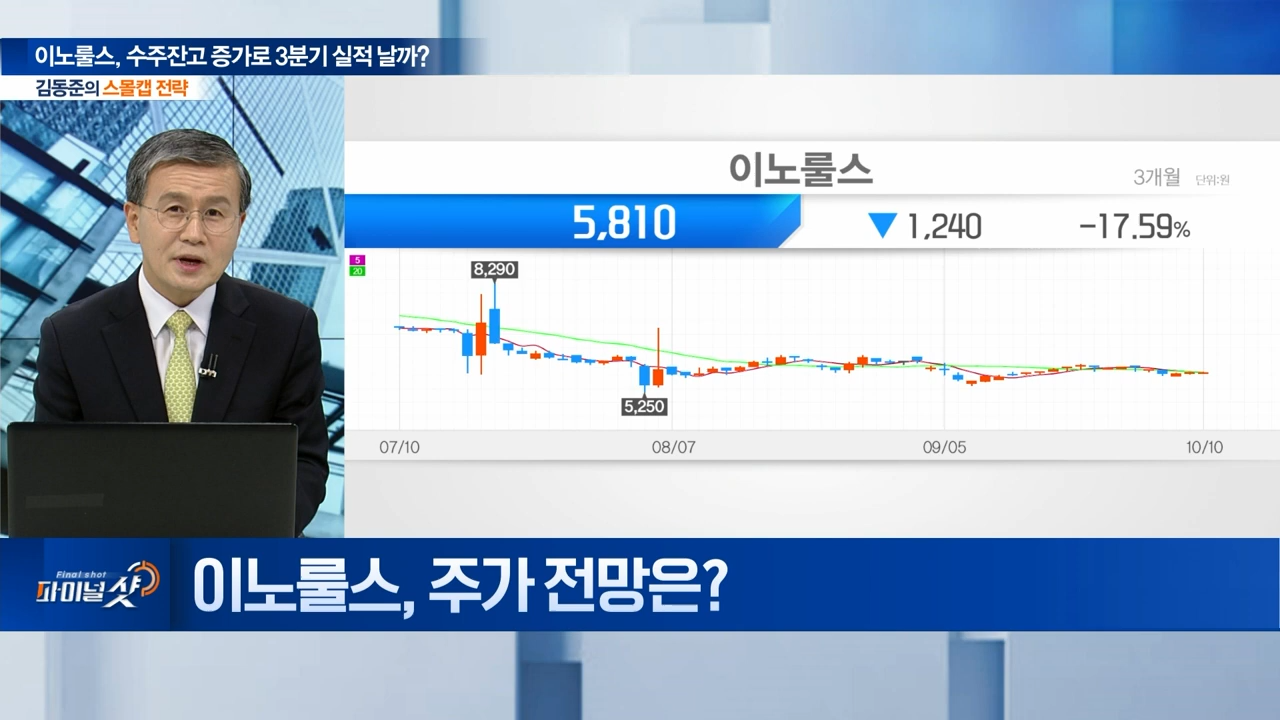 이노룰스, 수주잔고 증가로 3분기 실적 날까?
김동준의 스몰캡 전략
이노룰스
3개월 단위:원
5,810 ▼ 1,240 -17.59%
5
20
8,290
5,250
07/10 08/07 09/05 10/10
Final shot
파이널샷
이노룰스, 주가 전망은?